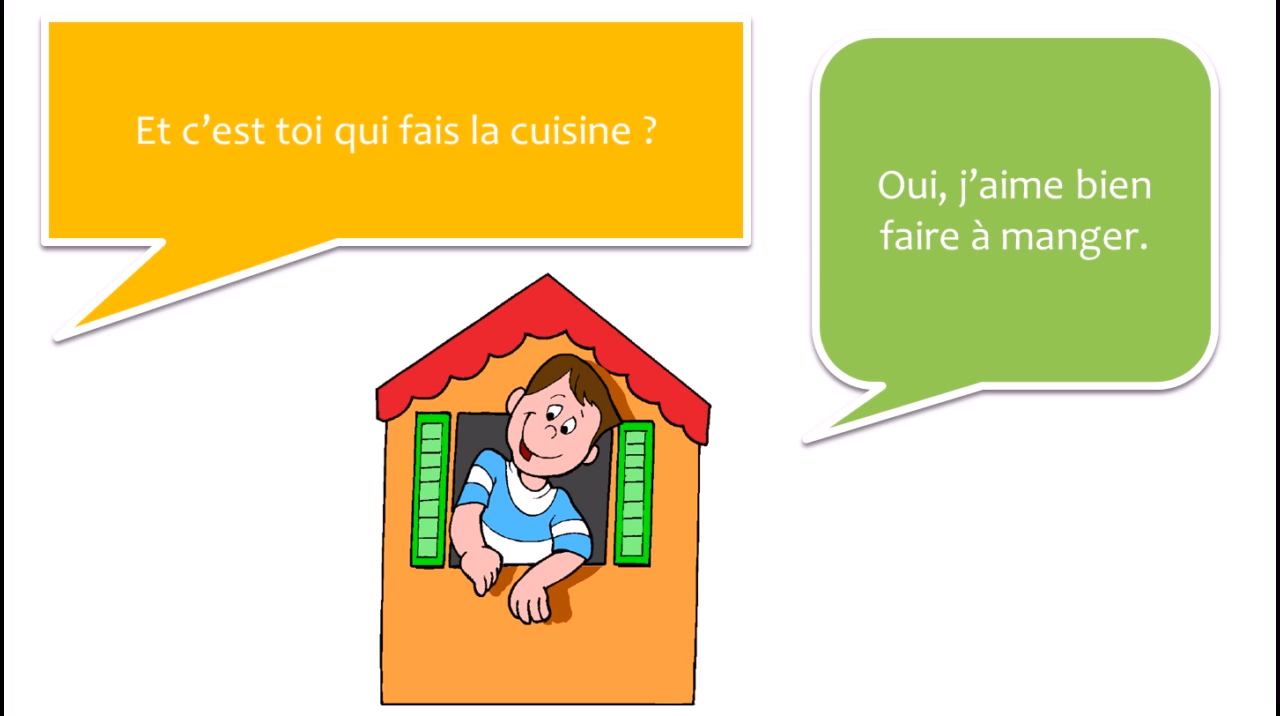 Et c’est toi qui fais la cuisine ?
Oui, j’aime bien
faire à manger.